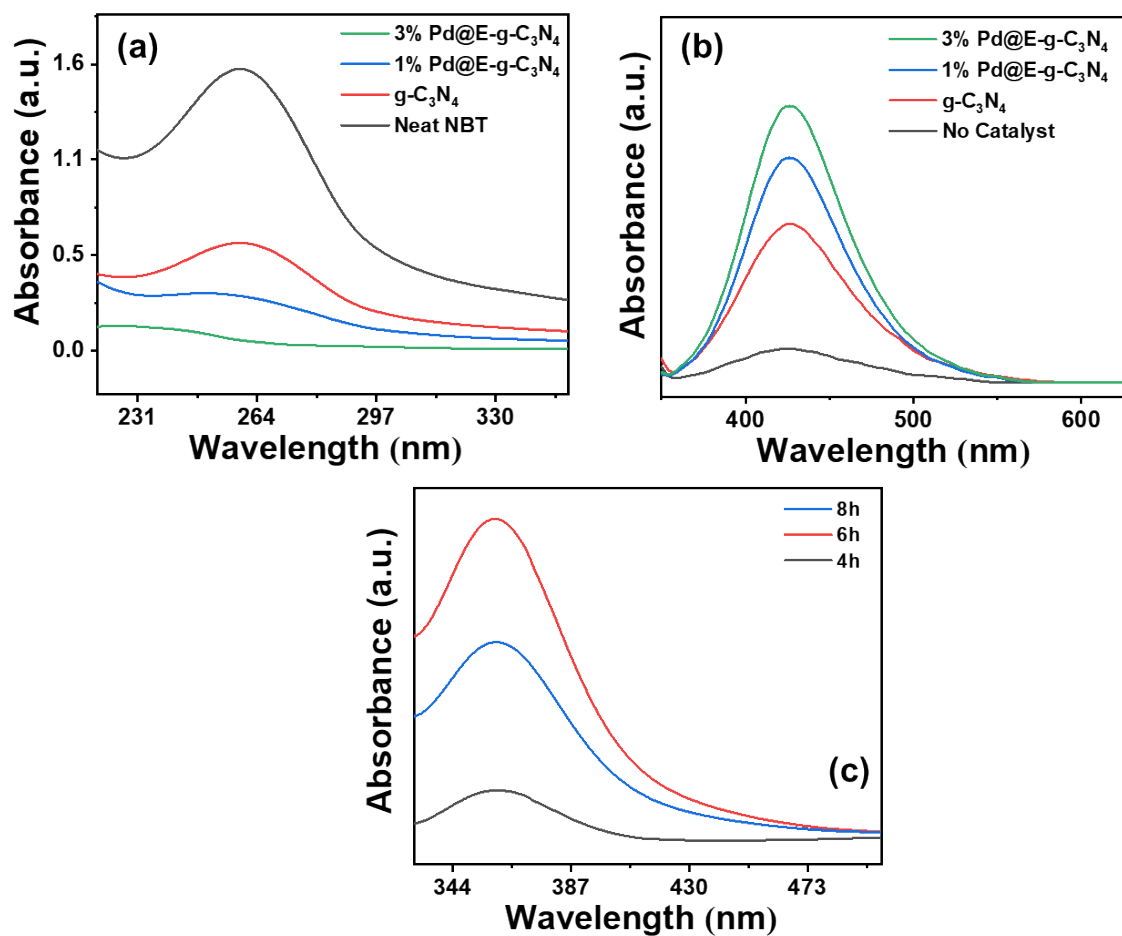 (a)
3% Pd@E-g-C₃N₄
1% Pd@E-g-C₃N₄
g-C₃N₄
Neat NBT
1.6
1.1
0.5
0.0
Absorbance (a.u.)
231 264 297 330
Wavelength (nm)
(b)
3% Pd@E-g-C₃N₄
1% Pd@E-g-C₃N₄
g-C₃N₄
No Catalyst
Absorbance (a.u.)
400 500 600
Wavelength (nm)
8h
6h
4h
(c)
Absorbance (a.u.)
344 387 430 473
Wavelength (nm)